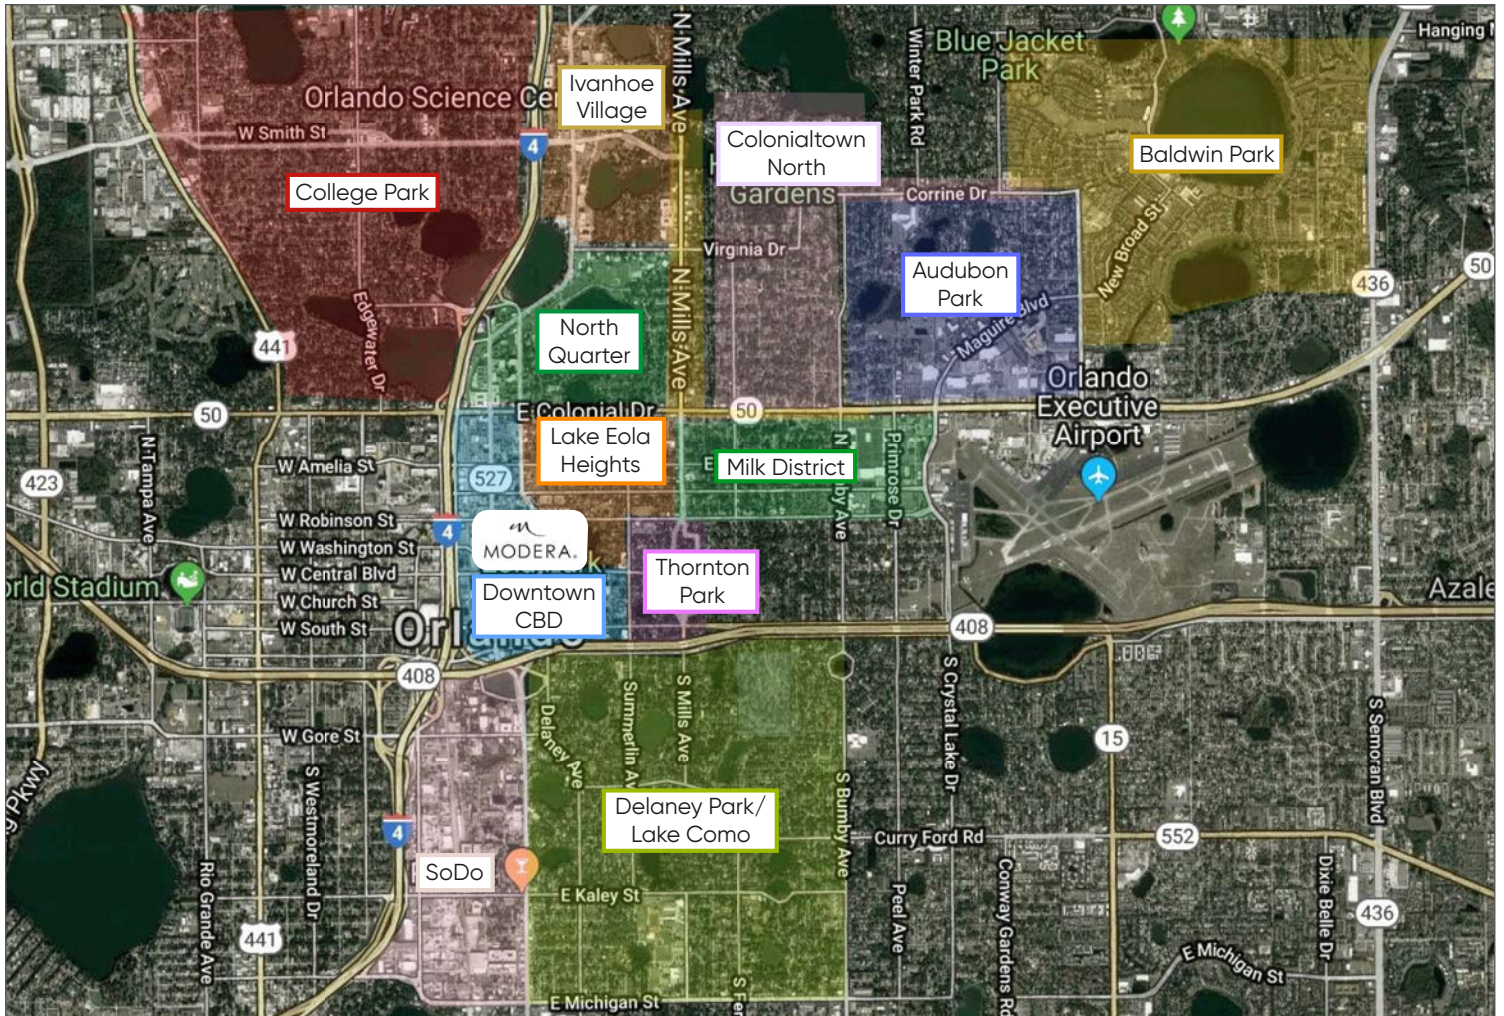 Hanging
Blue Jacket
Park
N Mills Ave
Winter Park Rd
Ivanhoe
Village
Orlando Science Cen
W Smith St
4
Colonialtown
North
Baldwin Park
College Park
Gardens
Corrine Dr
New Broad St
Virginia Dr
50
436
Audubon
Park
Maguire Blvd
N Mills Ave
North
Quarter
Edgewater Dr
441
Orlando
Executive
Airport
50
E Colonial Dr
50
Lake Eola
Heights
Milk District
N Tampa Ave
W Amelia St
527
423
Primrose Dr
W Robinson St
4
W Washington St
MODERA.
W Central Blvd
Thornton
Park
orld Stadium
Downtown
CBD
W Church St
W South St
Orlando
408
408
Azale
Delaney Ave
Summerlin Av
S Mills Ave
S Crystal Lake Dr
S Semoran Blvd
W Gore St
15
S Westmoreland Dr
g Pkwy
Delaney Park/
Lake Como
S Bumby Ave
4
Curry Ford Rd
552
SoDo
E Kaley St
Rio Grande Ave
Peel Ave
Conway Gardens Rd
Dixie Belle Dr
436
441
E Michigan St
E Michigan St
S Fer